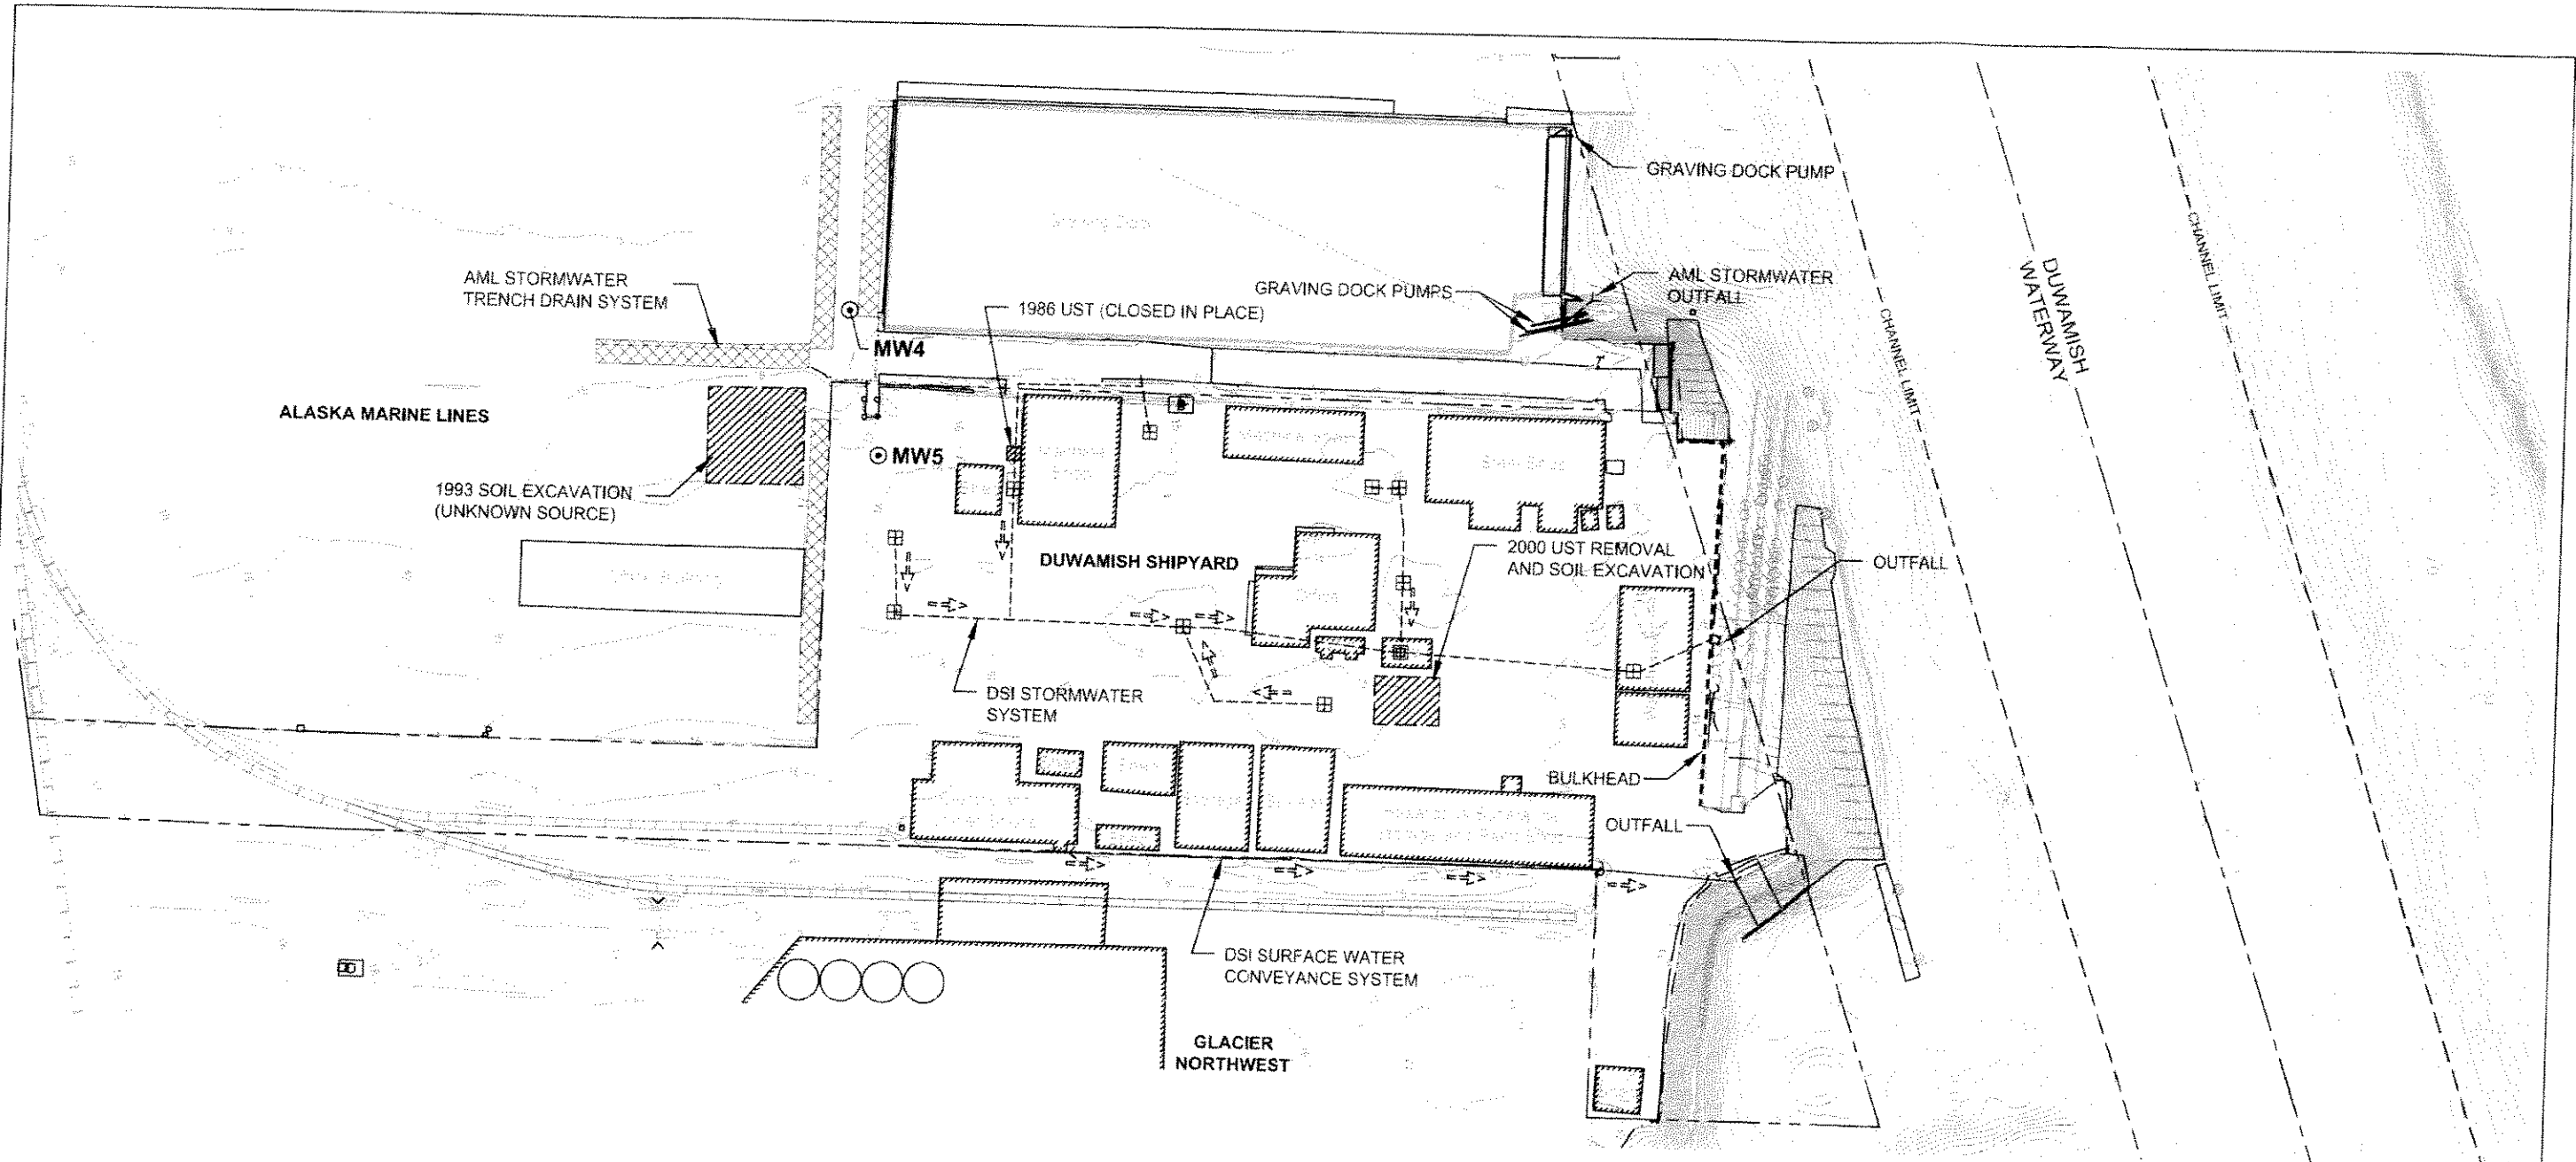 GRAVING DOCK PUMP
AML STORMWATER
TRENCH DRAIN SYSTEM
1986 UST (CLOSED IN PLACE)
GRAVING DOCK PUMPS
AML STORMWATER
OUTFALL
MW4
CHANNEL LIMIT
DUWAMISH
WATERWAY
CHANNEL LIMIT
ALASKA MARINE LINES
MW5
1993 SOIL EXCAVATION
(UNKNOWN SOURCE)
DUWAMISH SHIPYARD
2000 UST REMOVAL
AND SOIL EXCAVATION
OUTFALL
DSI STORMWATER
SYSTEM
BULKHEAD
OUTFALL
DSI SURFACE WATER
CONVEYANCE SYSTEM
GLACIER
NORTHWEST